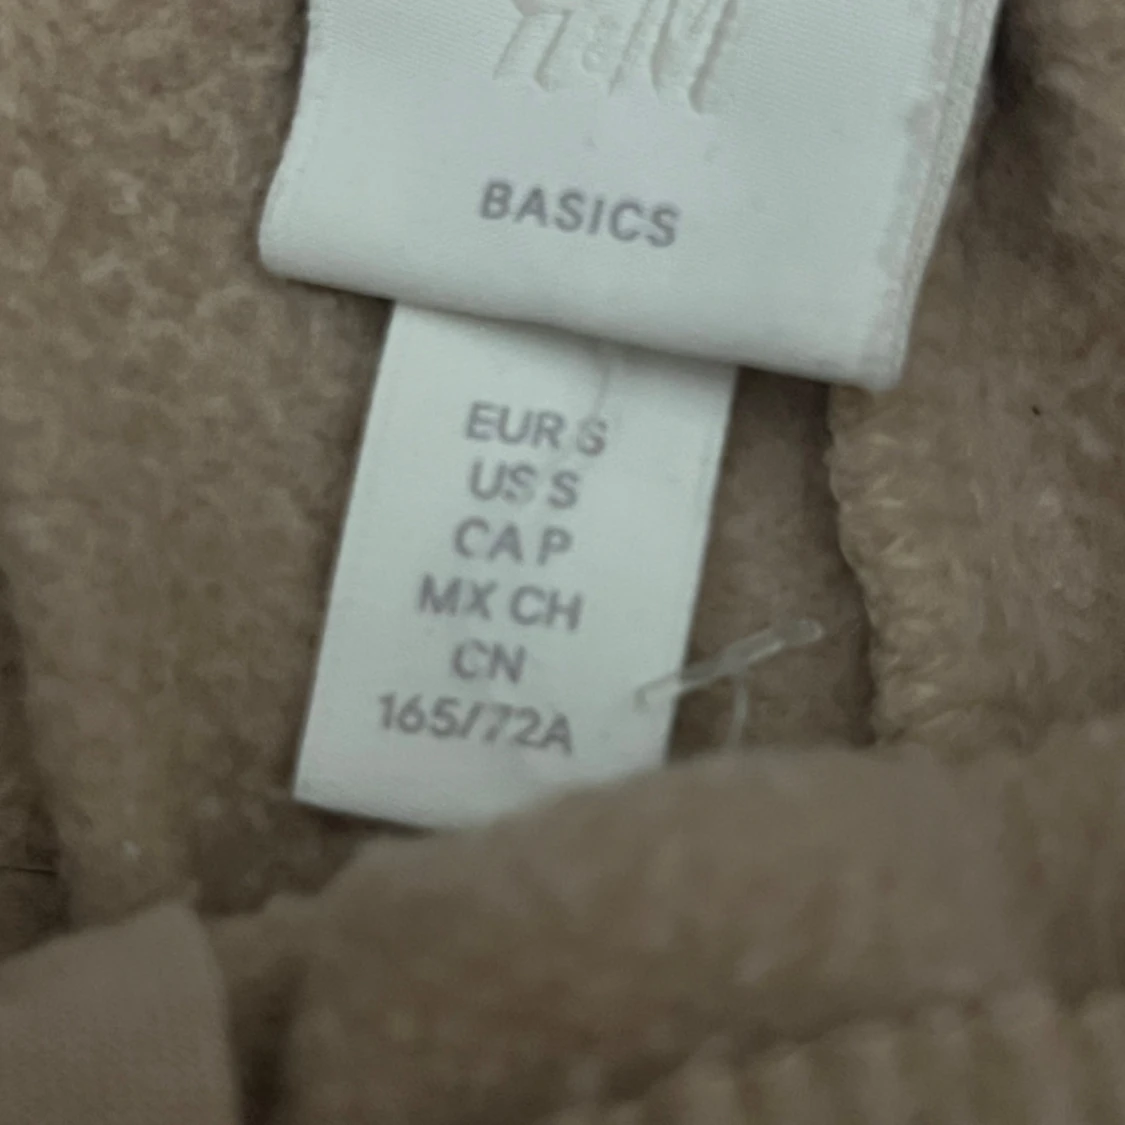 H&M
BASICS
EUR S
US S
CA P
MX CH
CN
165/72A